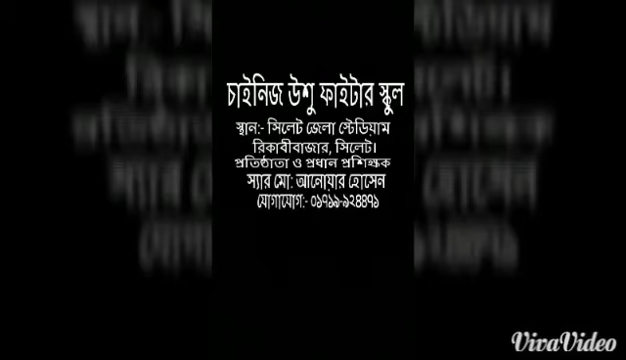 চাইনিজ উশু ফাইটার স্কুল
স্থান:- সিলেট জেলা স্টেডিয়াম
রিকাবীবাজার, সিলেট।
প্রতিষ্ঠাতা ও প্রধান প্রশিক্ষক
স্যার মো: আনোয়ার হোসেন
যোগাযোগ:- ০১৭১৯-৯২৪৪৭১
VivaVideo